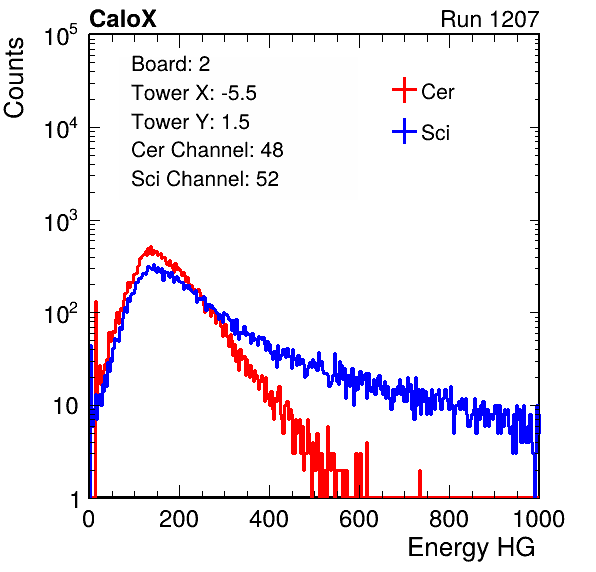 CaloX Run 1207
Counts
10^5
10^4
10^3
10^2
10
1
Board: 2
Tower X: -5.5
Tower Y: 1.5
Cer Channel: 48
Sci Channel: 52
Cer
Sci
0 200 400 600 800 1000
Energy HG